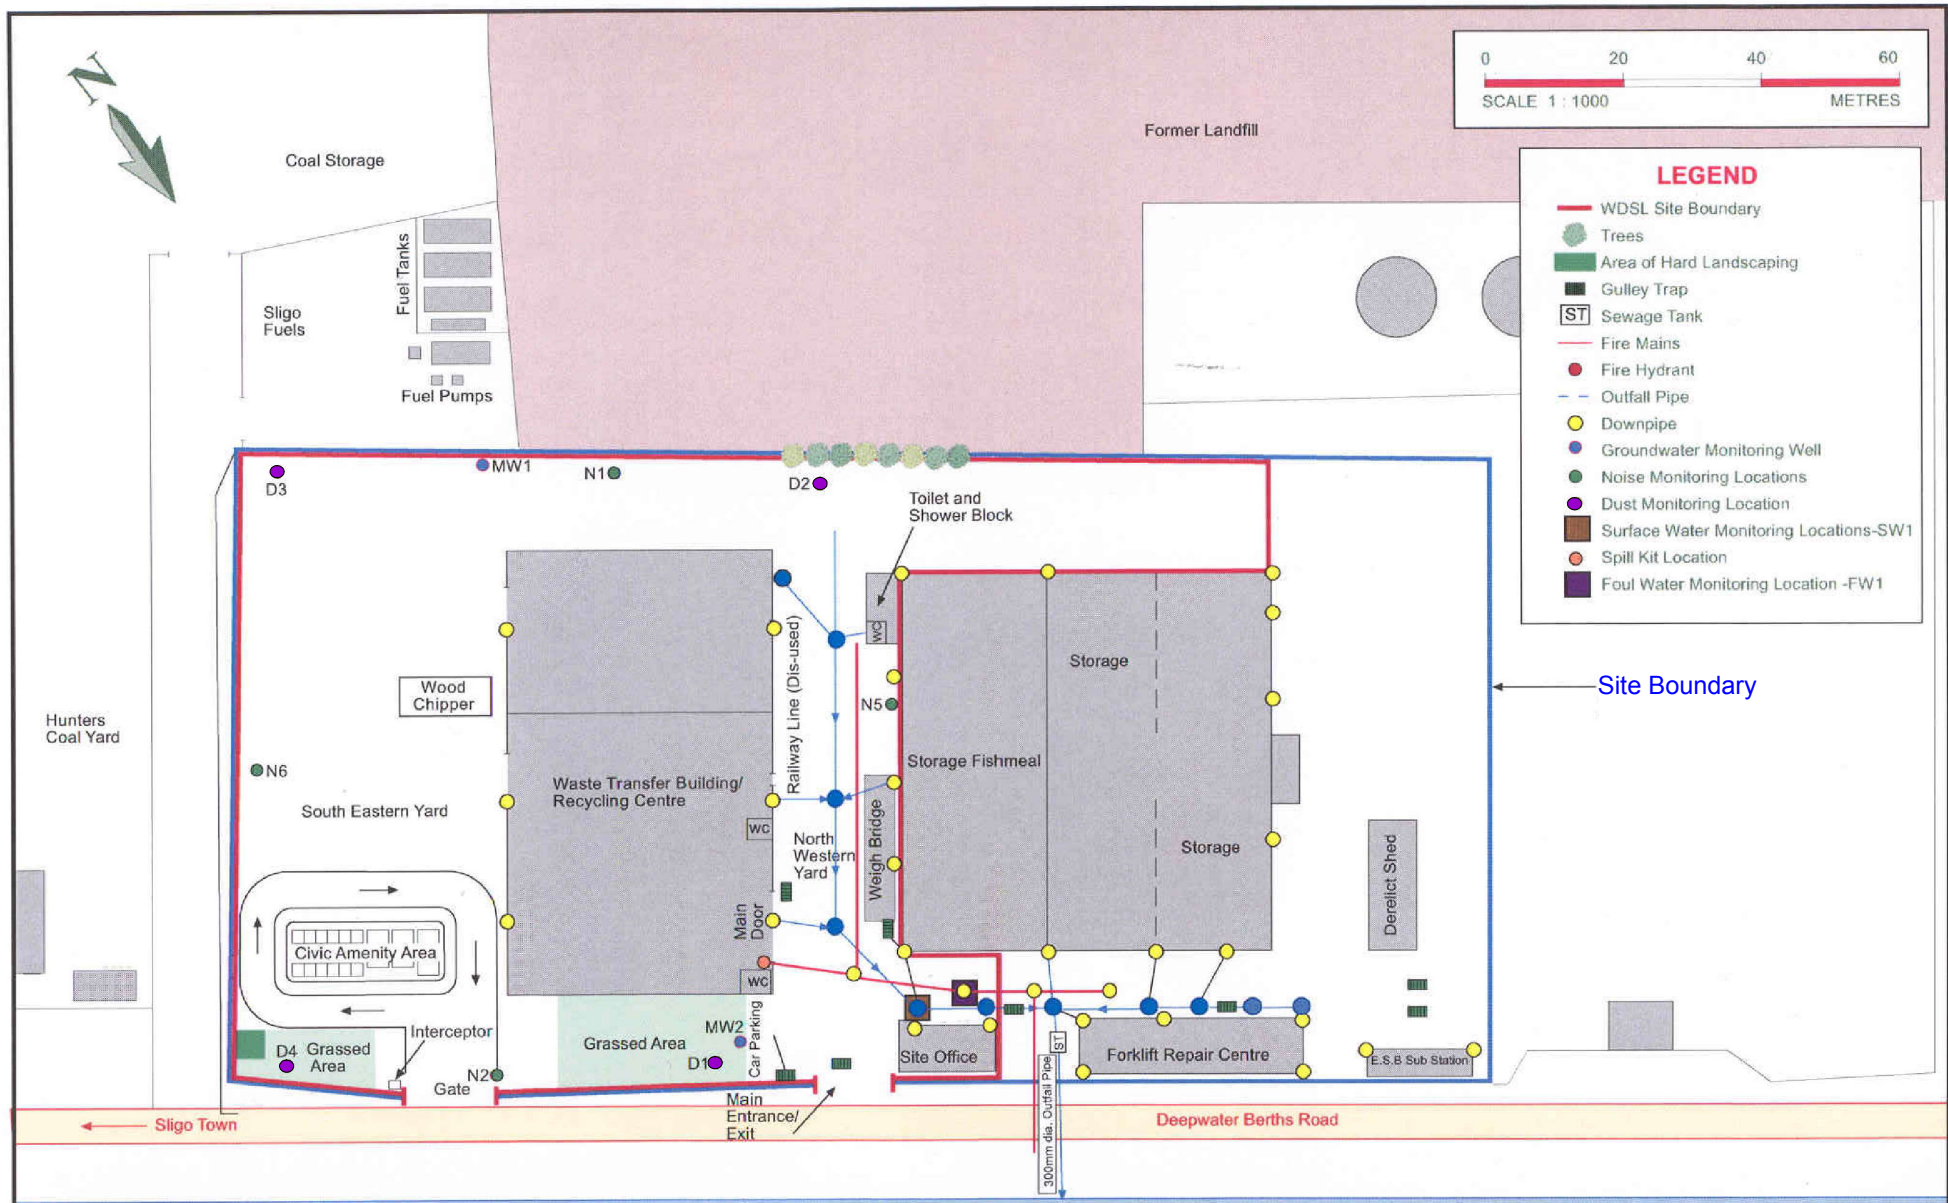 N
0 20 40 60
SCALE 1 : 1000 METRES
Former Landfill
Coal Storage
LEGEND
WDSL Site Boundary
Trees
Area of Hard Landscaping
Gulley Trap
ST Sewage Tank
Fire Mains
Fire Hydrant
Outfall Pipe
Downpipe
Groundwater Monitoring Well
Noise Monitoring Locations
Dust Monitoring Location
Surface Water Monitoring Locations-SW1
Spill Kit Location
Foul Water Monitoring Location -FW1
Fuel Tanks
Sligo
Fuels
Fuel Pumps
D3
MW1
N1
D2
Toilet and
Shower Block
WC
Railway Line (Dis-used)
Storage
Wood
Chipper
N5
Site Boundary
Hunters
Coal Yard
N6
Storage Fishmeal
Waste Transfer Building/
Recycling Centre
South Eastern Yard
WC
North
Western
Yard
Weigh Bridge
Storage
Derelict Shed
Main
Door
Civic Amenity Area
WC
Interceptor
MW2
Car Parking
D4
Grassed
Area
Grassed Area
D1
Site Office
ST
Forklift Repair Centre
E.S.B Sub Station
N2
Gate
Main
Entrance/
Exit
300mm dia. Outfall Pipe
Sligo Town
Deepwater Berths Road